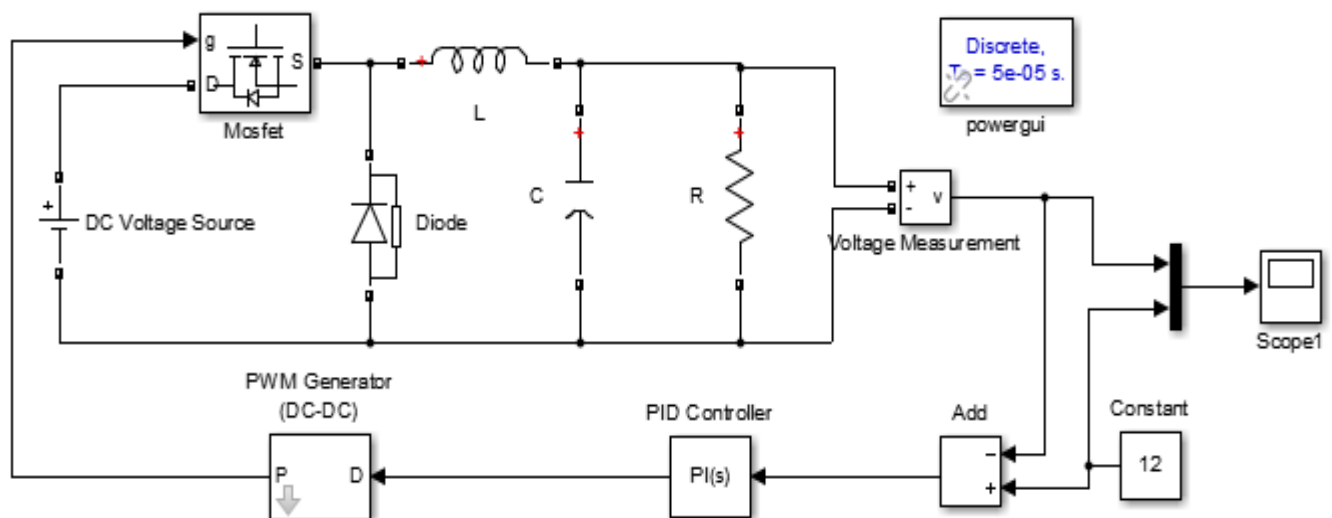 g
S
D
Mosfet
L
Discrete,
= 5e-05 s.
powergui
+
DC Voltage Source
Diode
C
R
+
-
v
Voltage Measurement
Scope1
PWM Generator
(DC-DC)
P
D
PID Controller
PI(s)
Add
−
+
Constant
12